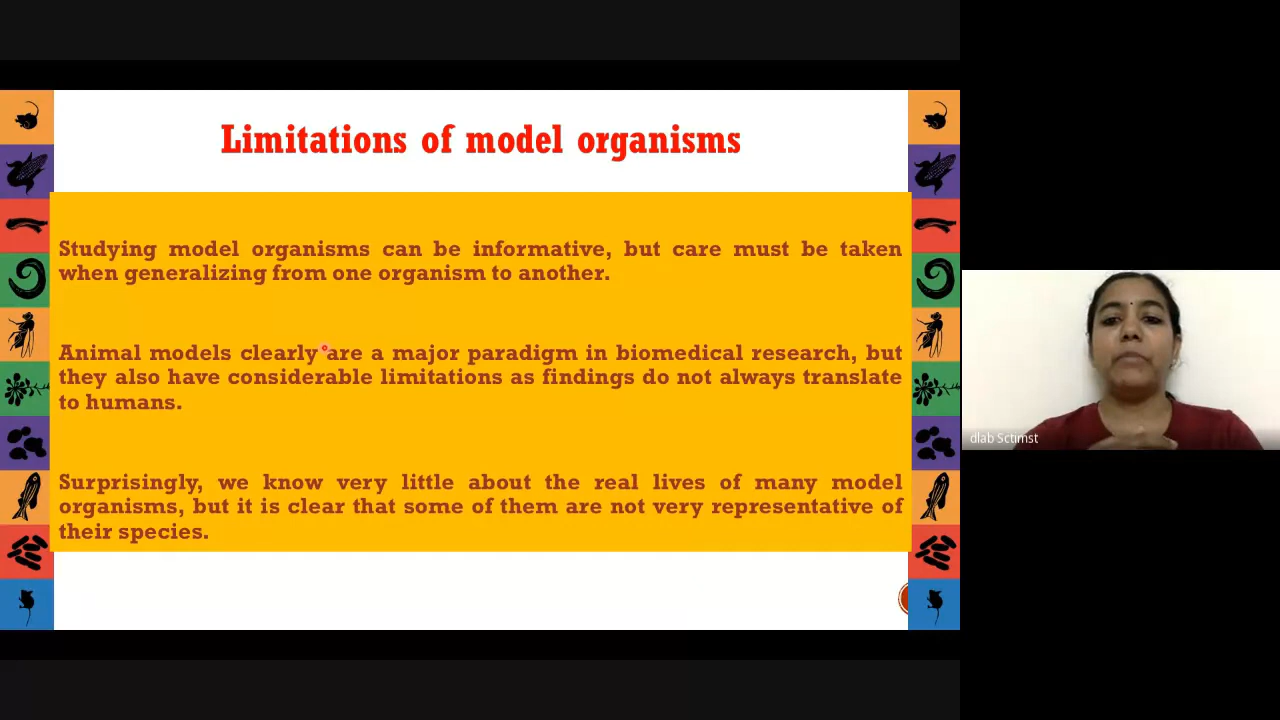 Limitations of model organisms
Studying model organisms can be informative, but care must be taken
when generalizing from one organism to another.
Animal models clearly are a major paradigm in biomedical research, but
they also have considerable limitations as findings do not always translate
to humans.
Surprisingly, we know very little about the real lives of many model
organisms, but it is clear that some of them are not very representative of
their species.
dlab Sctimst